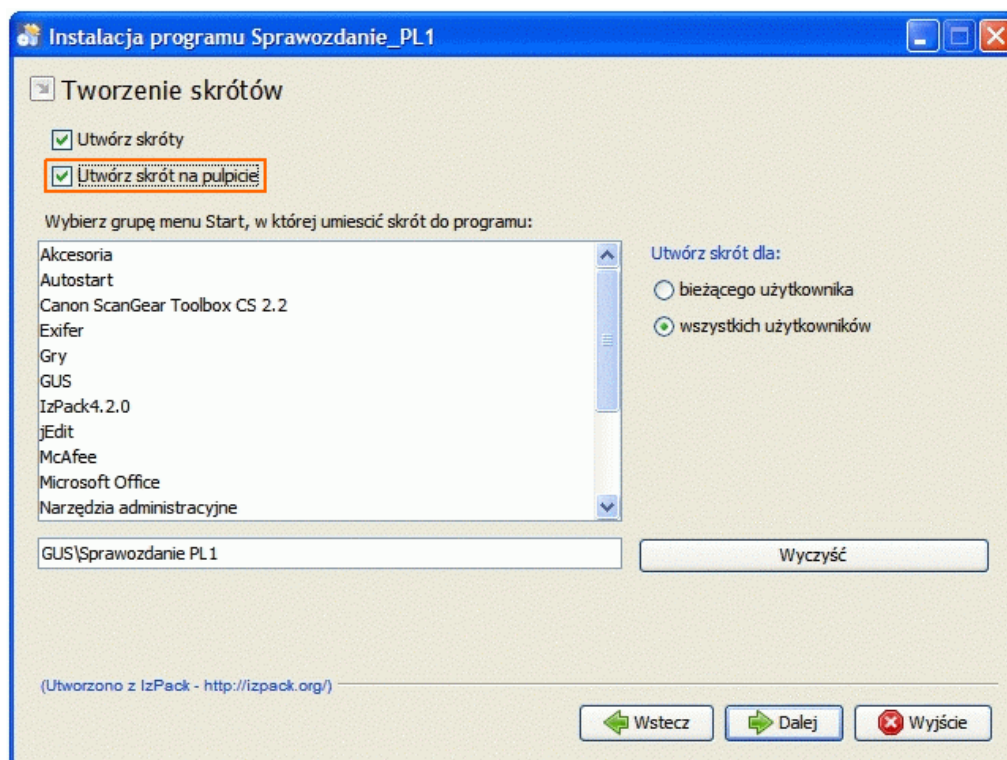 Instalacja programu Sprawozdanie_PL1
Tworzenie skrótów
Utwórz skróty
Utwórz skrót na pulpicie
Wybierz grupę menu Start, w której umiescić skrót do programu:
Akcesoria
Autostart
Canon ScanGear Toolbox CS 2.2
Exifer
Gry
GUS
IzPack4.2.0
jEdit
McAfee
Microsoft Office
Narzędzia administracyjne
Utwórz skrót dla:
bieżącego użytkownika
wszystkich użytkowników
GUS\Sprawozdanie PL1
Wyczyść
(Utworzono z IzPack - http://izpack.org/)
Wstecz
Dalej
Wyjście